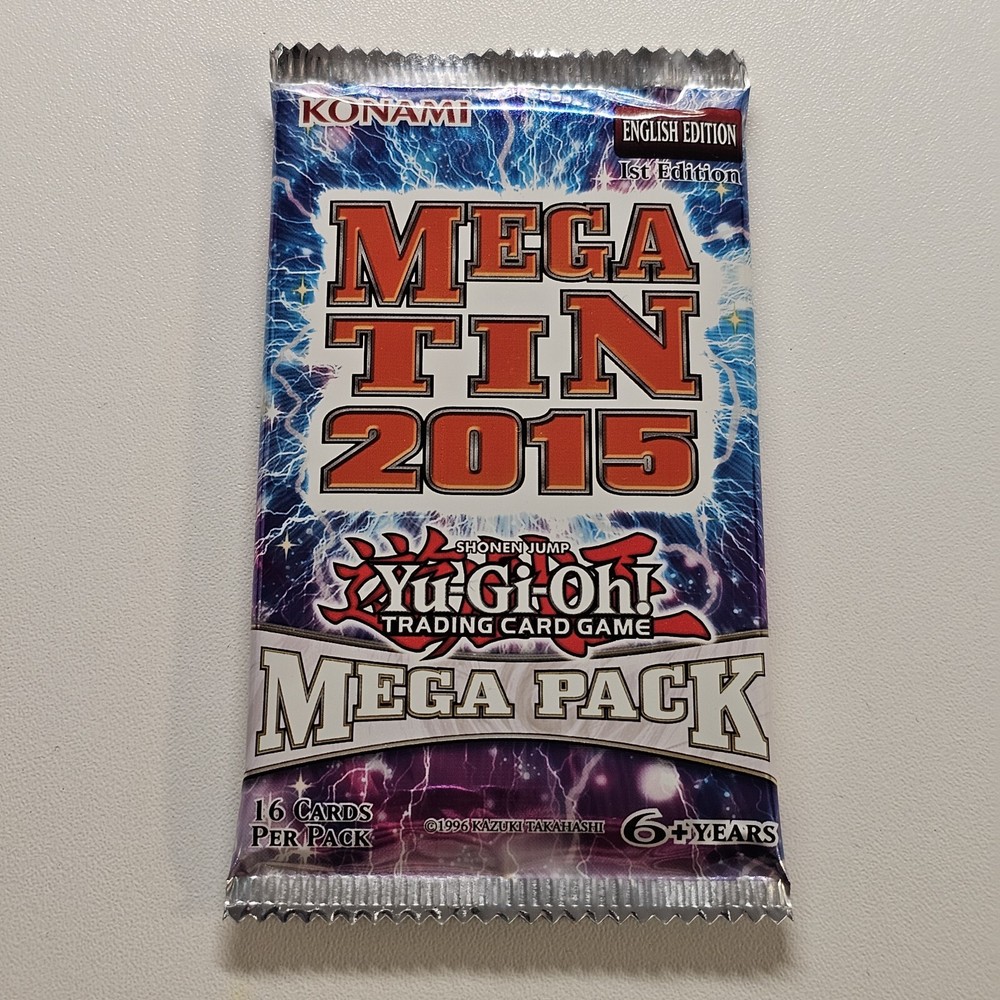 KONAMI
ENGLISH EDITION
1st Edition
MEGA
TIN
2015
SHONEN JUMP
Yu-Gi-Oh!
TRADING CARD GAME
MEGA PACK
16 CARDS
PER PACK
©1996 KAZUKI TAKAHASHI
6+YEARS